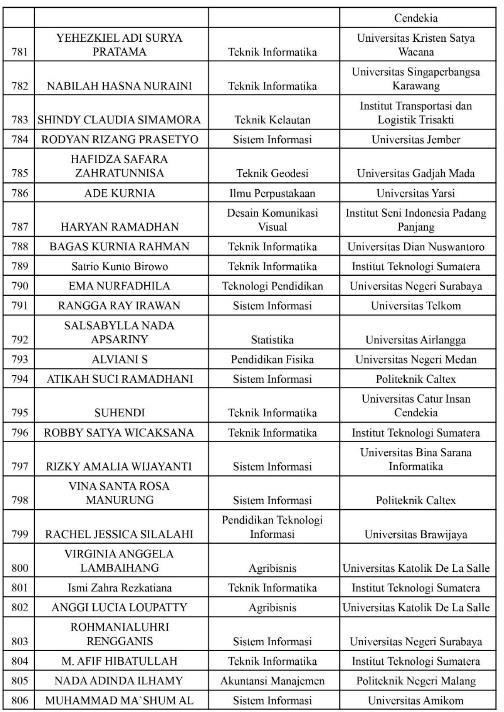 Cendekia
781 YEHEZKIEL ADI SURYA PRATAMA Teknik Informatika Universitas Kristen Satya Wacana
782 NABILAH HASNA NURAINI Teknik Informatika Universitas Singaperbangsa Karawang
783 SHINDY CLAUDIA SIMAMORA Teknik Kelautan Institut Transportasi dan Logistik Trisakti
784 RODYAN RIZANG PRASETYO Sistem Informasi Universitas Jember
785 HAFIDZA SAFARA ZAHRATUNNISA Teknik Geodesi Universitas Gadjah Mada
786 ADE KURNIA Ilmu Perpustakaan Universitas Yarsi
787 HARYAN RAMADHAN Desain Komunikasi Visual Institut Seni Indonesia Padang Panjang
788 BAGAS KURNIA RAHMAN Teknik Informatika Universitas Dian Nuswantoro
789 Satrio Kunto Birowo Teknik Informatika Institut Teknologi Sumatera
790 EMA NURFADHILA Teknologi Pendidikan Universitas Negeri Surabaya
791 RANGGA RAY IRAWAN Sistem Informasi Universitas Telkom
792 SALSABYLLA NADA APSARINY Statistika Universitas Airlangga
793 ALVIANI S Pendidikan Fisika Universitas Negeri Medan
794 ATIKAH SUCI RAMADHANI Sistem Informasi Politeknik Caltex
795 SUHENDI Teknik Informatika Universitas Catur Insan Cendekia
796 ROBBY SATYA WICAKSANA Teknik Informatika Institut Teknologi Sumatera
797 RIZKY AMALIA WIJAYANTI Sistem Informasi Universitas Bina Sarana Informatika
798 VINA SANTA ROSA MANURUNG Sistem Informasi Politeknik Caltex
799 RACHEL JESSICA SILALAHI Pendidikan Teknologi Informasi Universitas Brawijaya
800 VIRGINIA ANGGELA LAMBAIHANG Agribisnis Universitas Katolik De La Salle
801 Ismi Zahra Rezkatiana Teknik Informatika Institut Teknologi Sumatera
802 ANGGI LUCIA LOUPATTY Agribisnis Universitas Katolik De La Salle
803 ROHMANIALUHRI RENGGANIS Sistem Informasi Universitas Negeri Surabaya
804 M. AFIF HIBATULLAH Teknik Informatika Institut Teknologi Sumatera
805 NADA ADINDA ILHAMY Akuntansi Manajemen Politeknik Negeri Malang
806 MUHAMMAD MA`SHUM AL Sistem Informasi Universitas Amikom